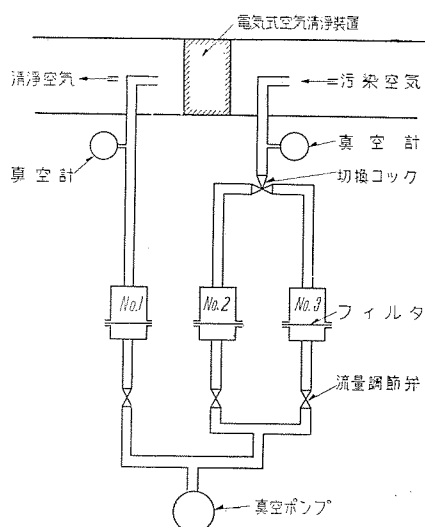 電気式空気清浄装置
清浄空気
汚染空気
真空計
真空計
切換コック
No.1
No.2
No.3
フィルタ
流量調節弁
真空ポンプ